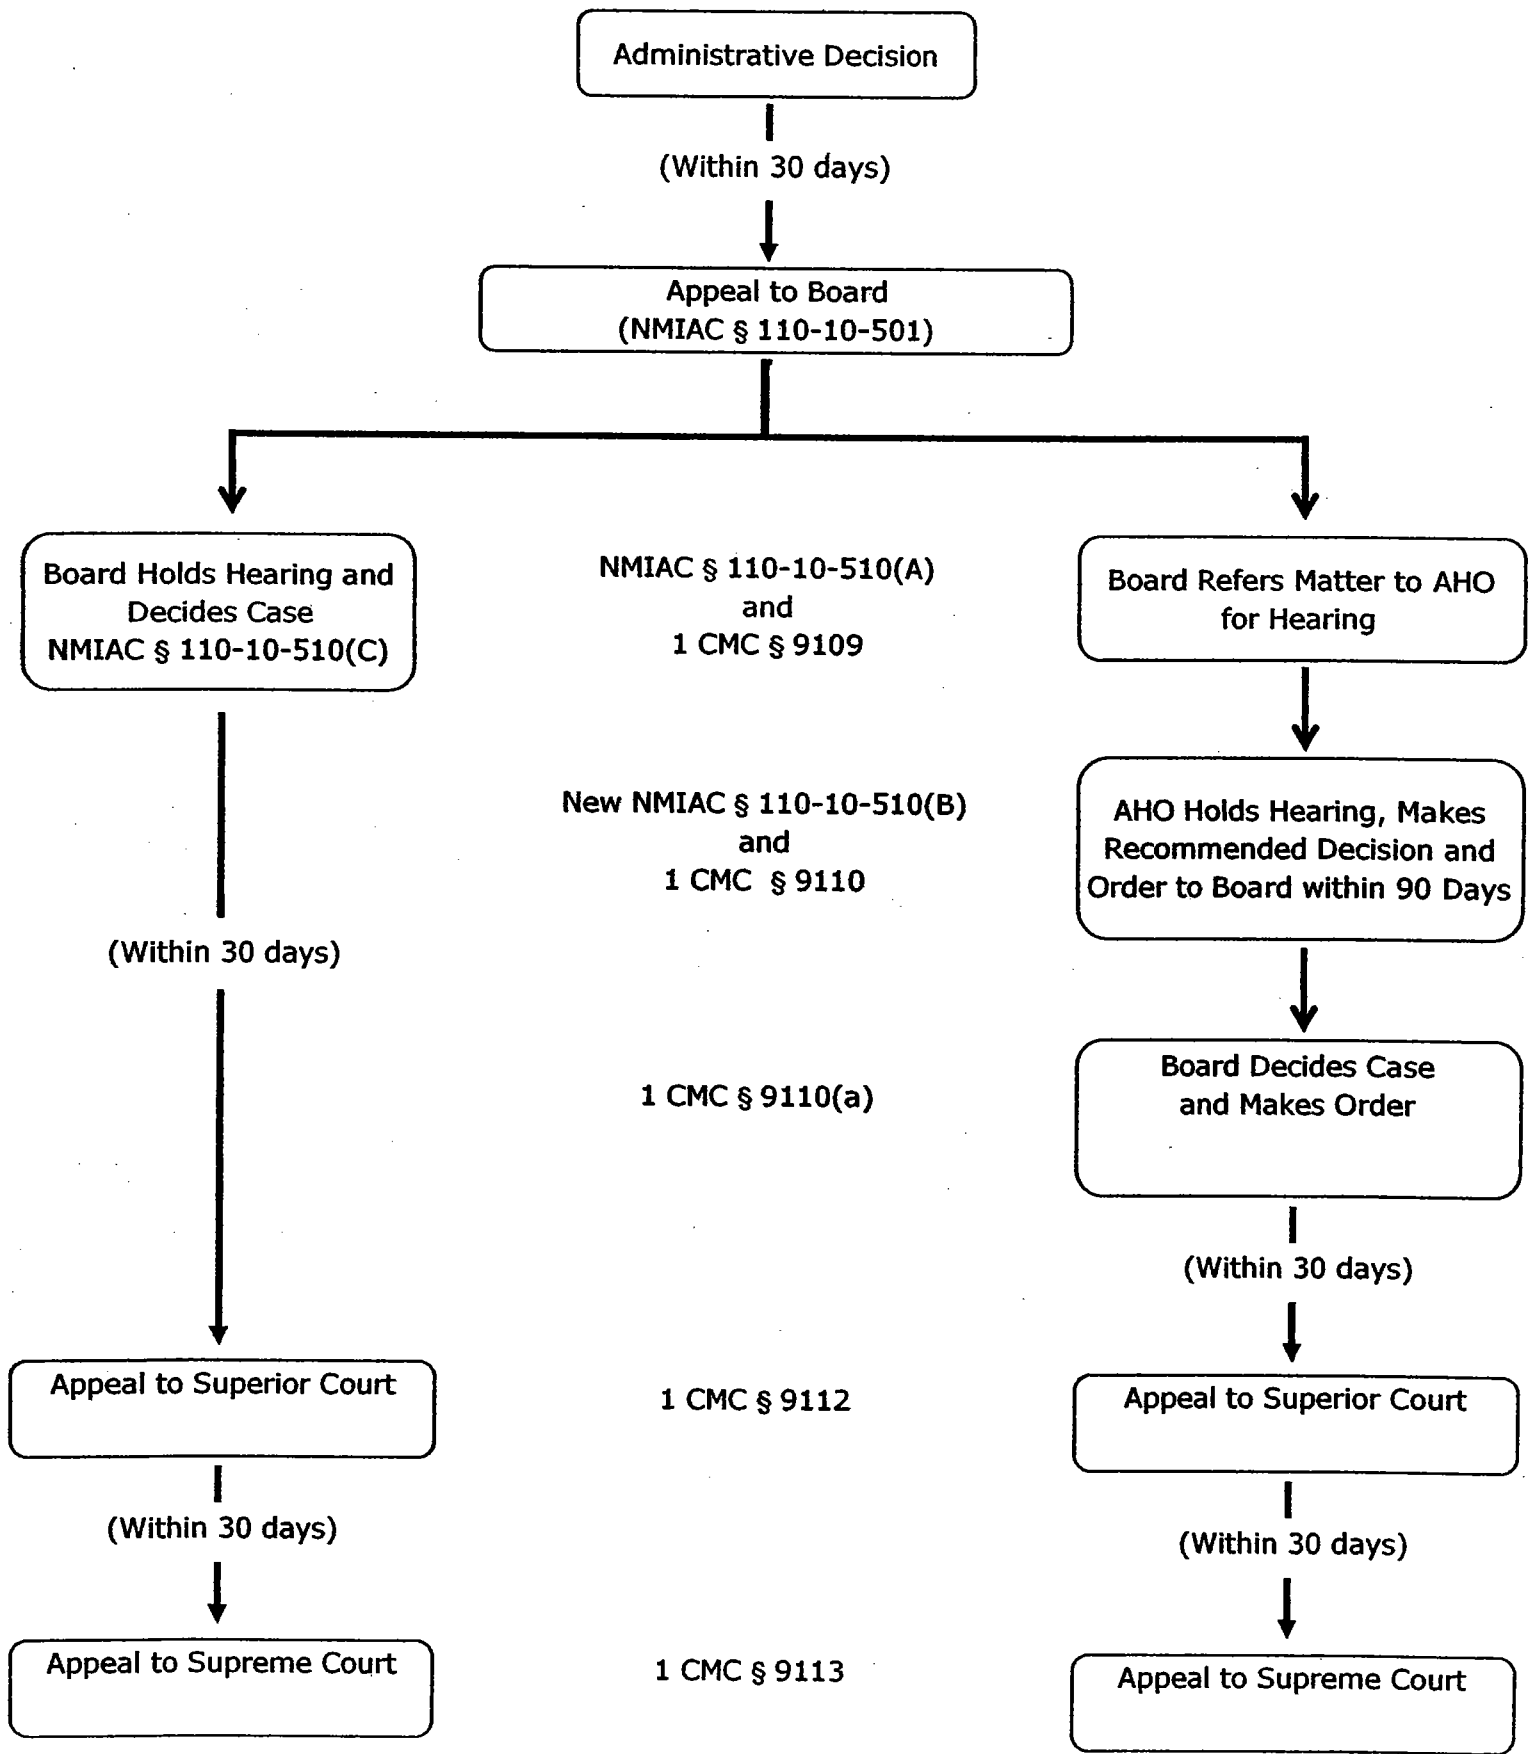 Administrative Decision
(Within 30 days)
Appeal to Board
(NMIAC § 110-10-501)
Board Holds Hearing and
Decides Case
NMIAC § 110-10-510(C)
NMIAC § 110-10-510(A)
and
1 CMC § 9109
Board Refers Matter to AHO
for Hearing
New NMIAC § 110-10-510(B)
and
1 CMC § 9110
AHO Holds Hearing, Makes
Recommended Decision and
Order to Board within 90 Days
(Within 30 days)
1 CMC § 9110(a)
Board Decides Case
and Makes Order
(Within 30 days)
Appeal to Superior Court
1 CMC § 9112
Appeal to Superior Court
(Within 30 days)
(Within 30 days)
Appeal to Supreme Court
1 CMC § 9113
Appeal to Supreme Court